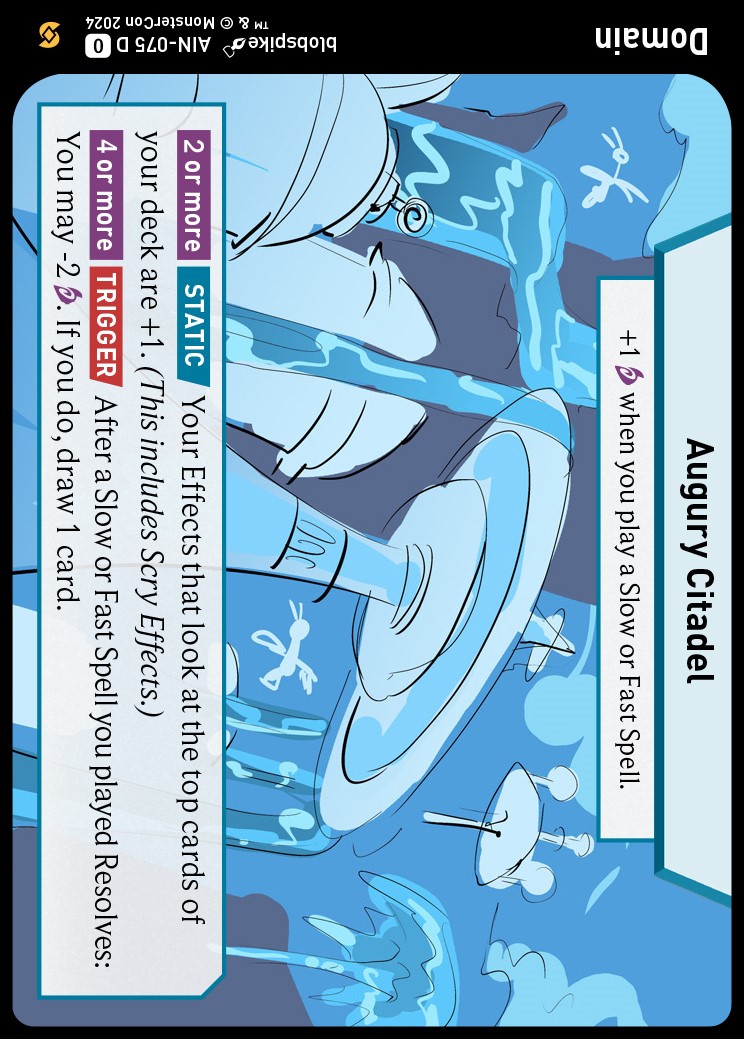 Augury Citadel
+1 when you play a Slow or Fast Spell.
2 or more STATIC Your Effects that look at the top cards of
your deck are +1. (This includes Scry Effects.)
4 or more TRIGGER After a Slow or Fast Spell you played Resolves:
You may -2 . If you do, draw 1 card.
Domain
blobspike AIN-075 D 0
™ & © MonsterCon 2024